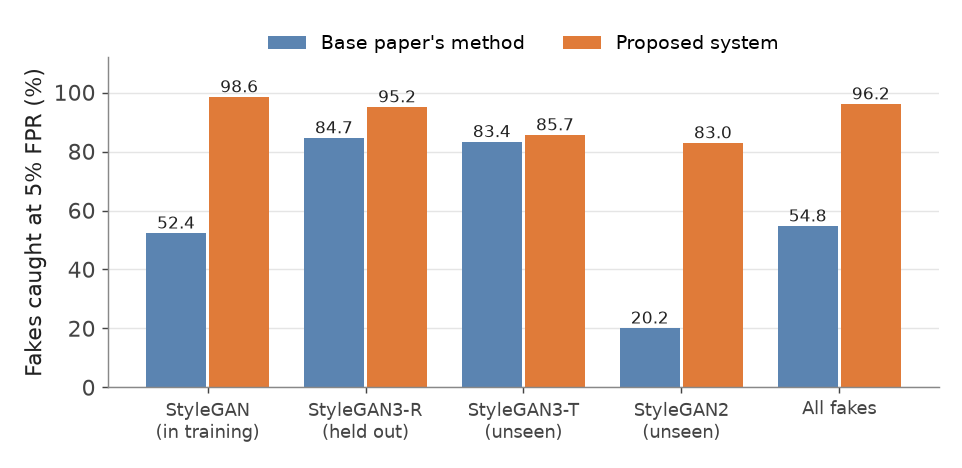 Base paper's method
Proposed system
Fakes caught at 5% FPR (%)
100
80
60
40
20
0
52.4
98.6
84.7
95.2
83.4
85.7
20.2
83.0
54.8
96.2
StyleGAN
(in training)
StyleGAN3-R
(held out)
StyleGAN3-T
(unseen)
StyleGAN2
(unseen)
All fakes